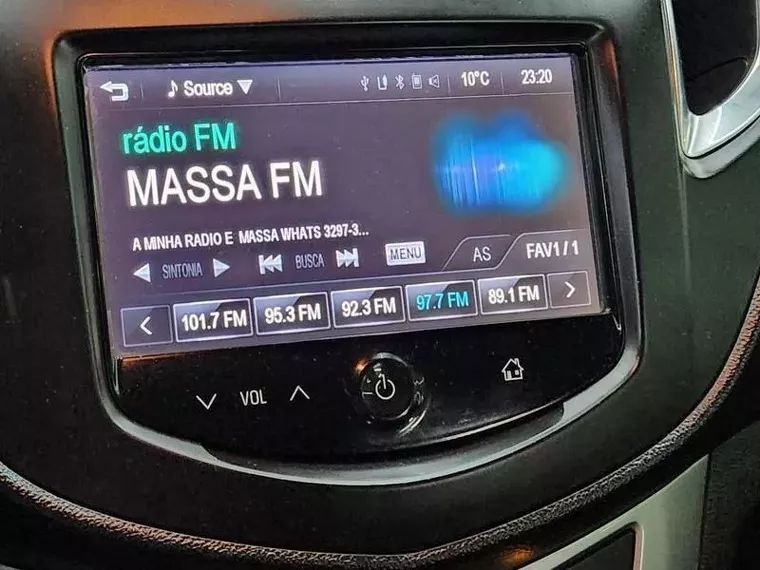 Source 10°C 23:20
rádio FM
MASSA FM
A MINHA RADIO E MASSA WHATS 3297-3...
SINTONIA BUSCA MENU AS FAV1/1
101.7 FM 95.3 FM 92.3 FM 97.7 FM 89.1 FM
VOL